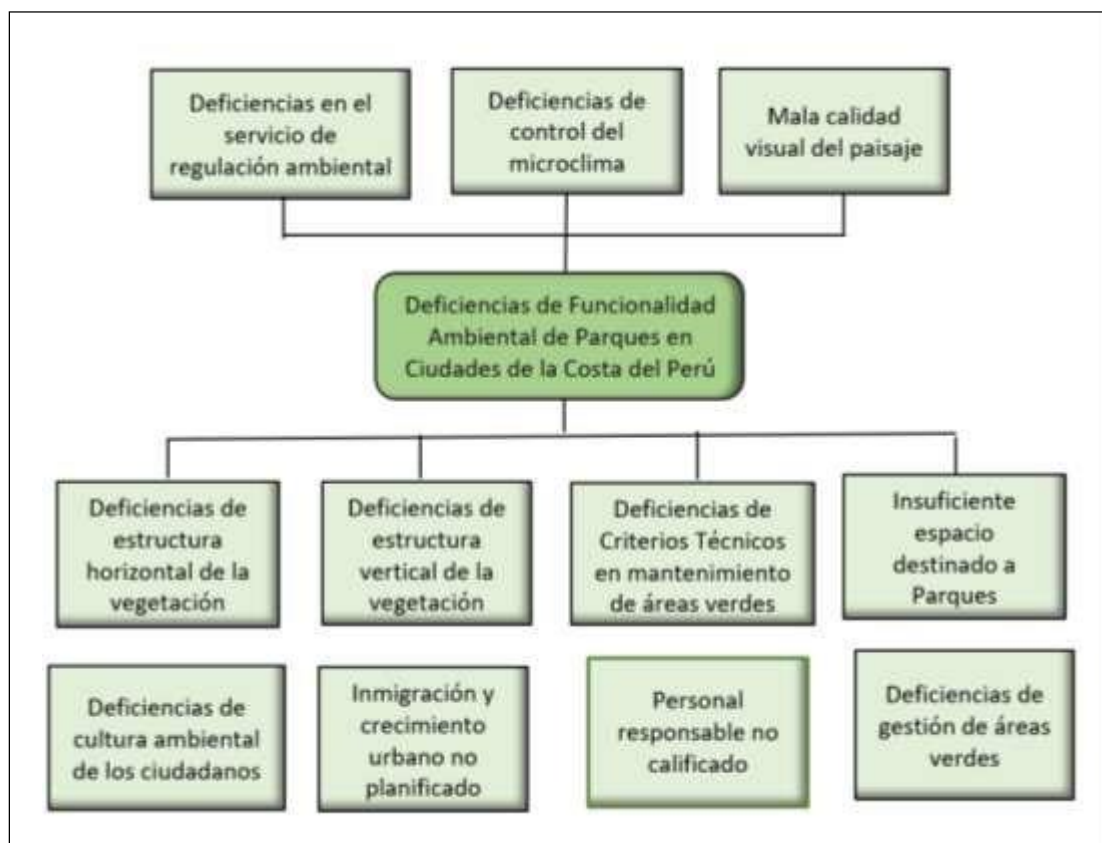 Deficiencias en el
servicio de
regulación ambiental
Deficiencias de
control del
microclima
Mala calidad
visual del paisaje
Deficiencias de Funcionalidad
Ambiental de Parques en
Ciudades de la Costa del Perú
Deficiencias de
estructura
horizontal de la
vegetación
Deficiencias de
estructura
vertical de la
vegetación
Deficiencias de
Criterios Técnicos
en mantenimiento
de áreas verdes
Insuficiente
espacio
destinado a
Parques
Deficiencias de
cultura ambiental
de los ciudadanos
Inmigración y
crecimiento
urbano no
planificado
Personal
responsable no
calificado
Deficiencias de
gestión de áreas
verdes